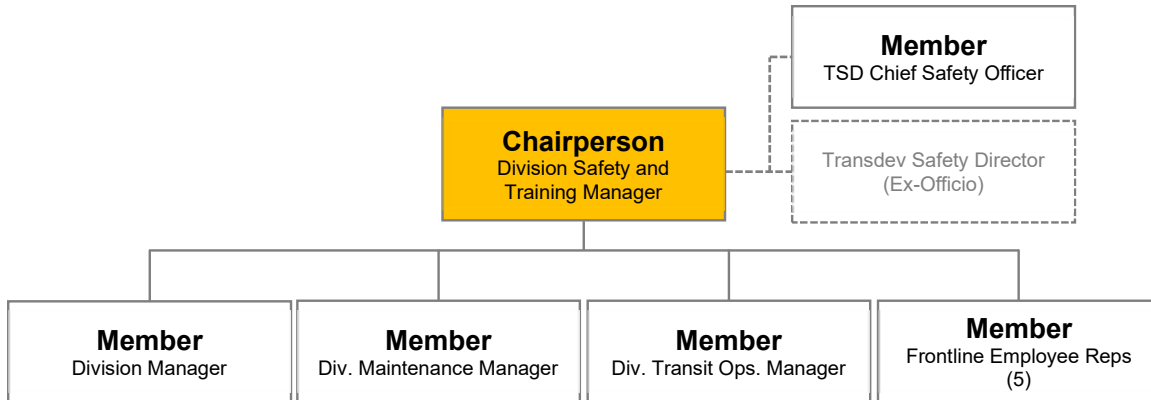 Member
TSD Chief Safety Officer
Chairperson
Division Safety and
Training Manager
Transdev Safety Director
(Ex-Officio)
Member
Division Manager
Member
Div. Maintenance Manager
Member
Div. Transit Ops. Manager
Member
Frontline Employee Reps
(5)